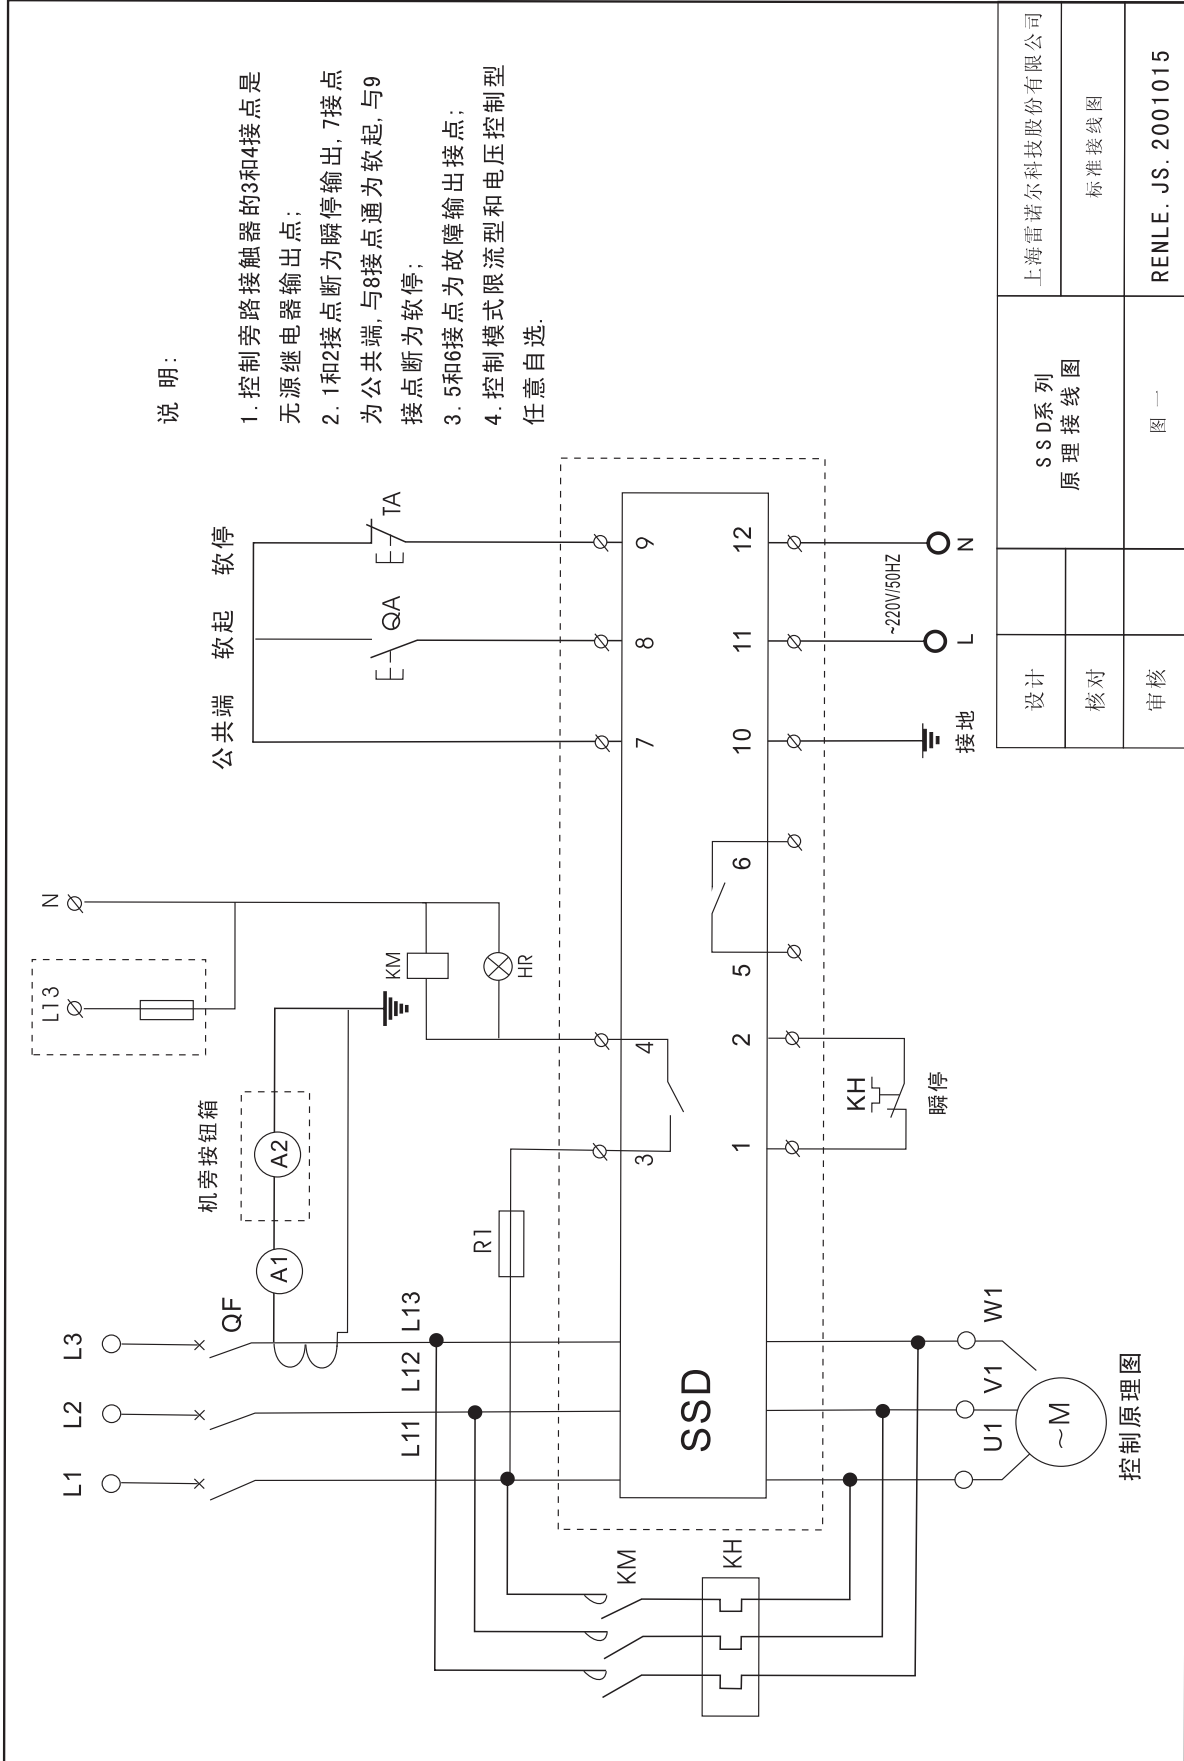 说 明:
1. 控制旁路接触器的3和4接点是
无源继电器输出点;
2. 1和2接点断为瞬停输出, 7接点
为公共端, 与8接点通为软起, 与9
接点断为软停;
3. 5和6接点为故障输出接点;
4. 控制模式限流型和电压控制型
任意自选.
L1
L2
L3
QF
A1
A2
机旁按钮箱
L13
N
公共端
软起
软停
L11
L12
L13
R1
KM
HR
QA
TA
3
4
7
8
9
SSD
1
2
5
6
10
11
12
KM
KH
KH
瞬停
~220V/50HZ
接地
L
N
U1
V1
W1
~M
控制原理图
设计
核对
审核
SSD系列
原理接线图
图 一
上海雷诺尔科技股份有限公司
标准接线图
RENLE. JS. 2001015